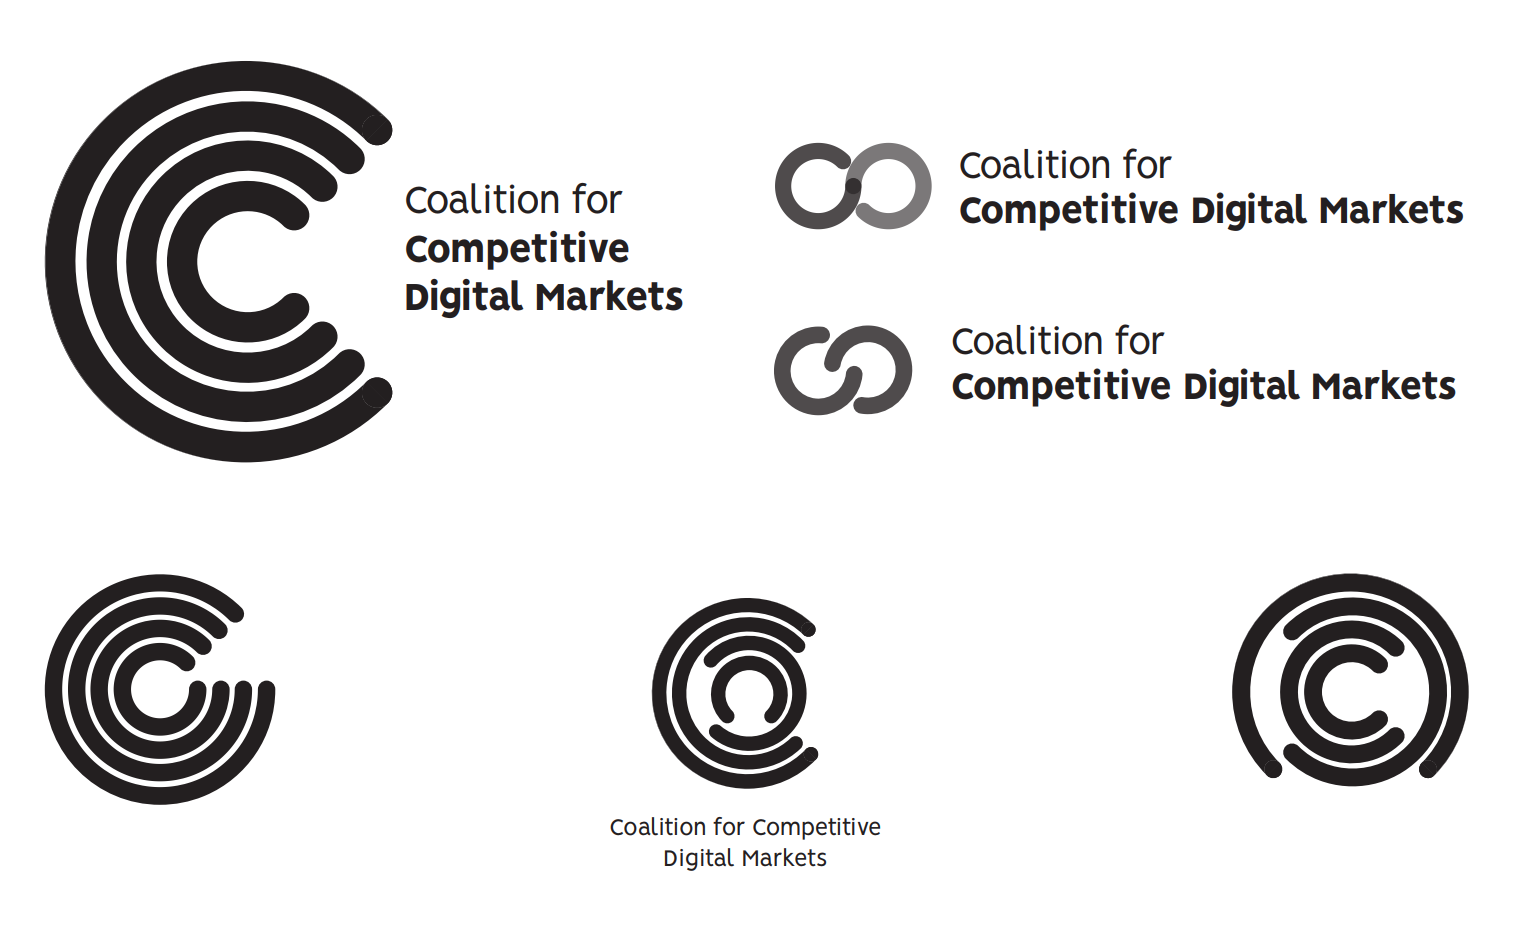 Coalition for
Competitive
Digital Markets
Coalition for
Competitive Digital Markets
Coalition for
Competitive Digital Markets
Coalition for Competitive
Digital Markets